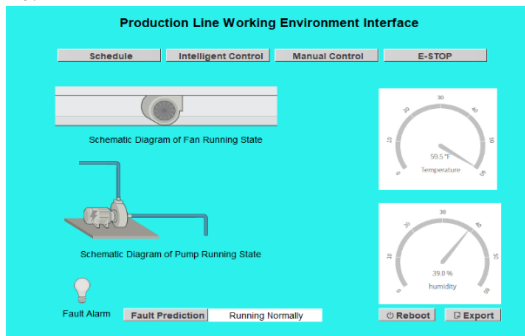 Production Line Working Environment Interface
Schedule
Intelligent Control
Manual Control
E-STOP
Schematic Diagram of Fan Running State
30
59.5 °F
Temperature
Schematic Diagram of Pump Running State
30
39.0 %
humidity
Fault Alarm
Fault Prediction
Running Normally
Reboot
Export